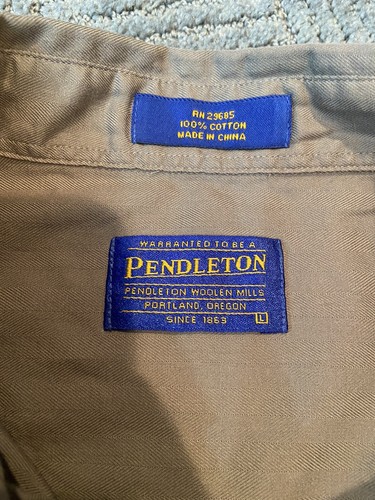 RN 29685
100% COTTON
MADE IN CHINA
WARRANTED TO BE A
PENDLETON
PENDLETON WOOLEN MILLS
PORTLAND, OREGON
SINCE 1863
L